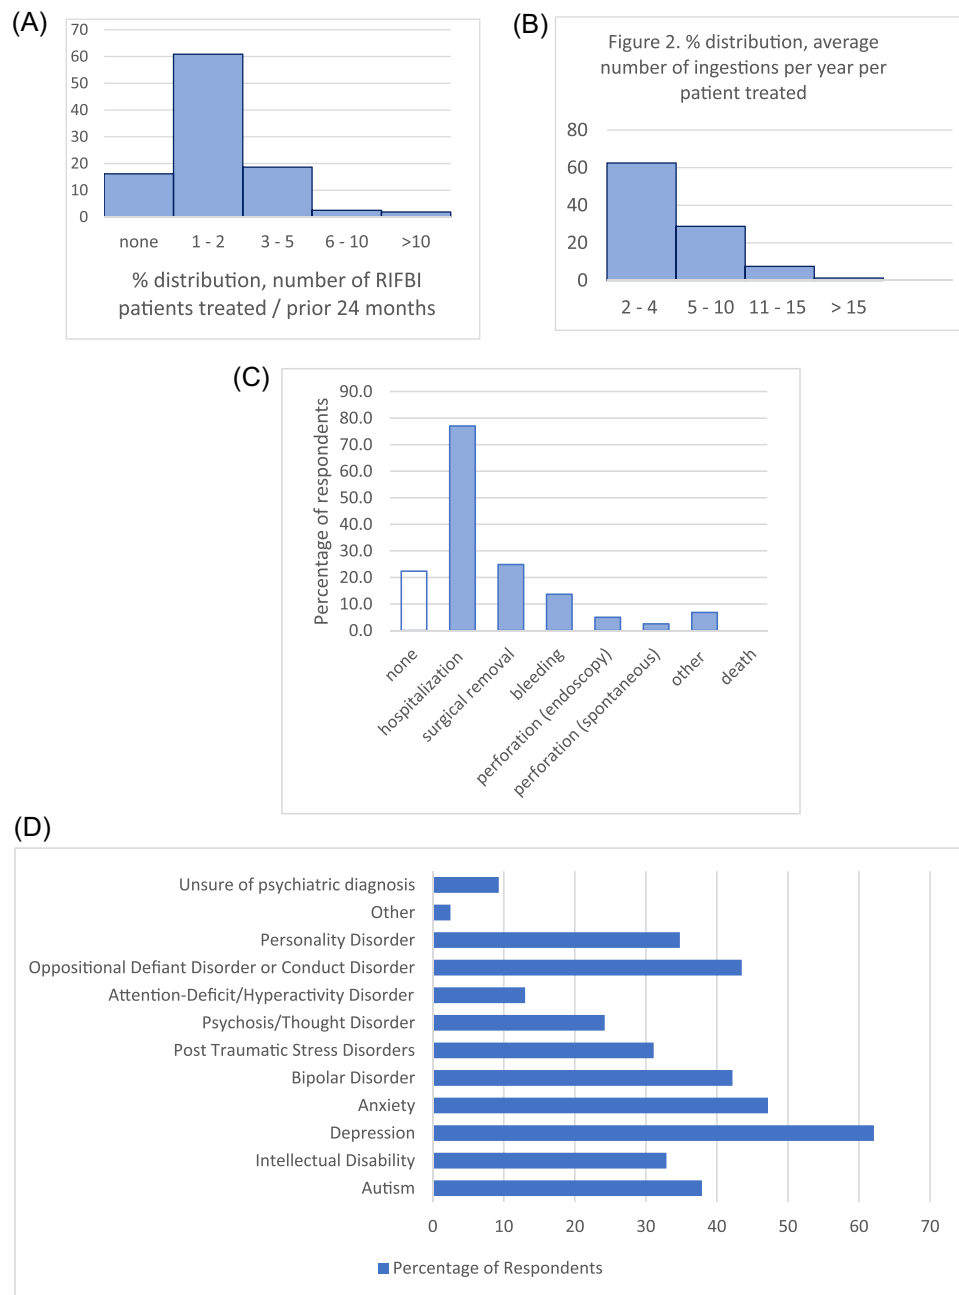 (A)
70
60
50
40
30
20
10
0
none 1 - 2 3 - 5 6 - 10 >10
% distribution, number of RIFBI
patients treated / prior 24 months
(B)
Figure 2. % distribution, average
number of ingestions per year per
patient treated
80
60
40
20
0
2 - 4 5 - 10 11 - 15 > 15
(C)
Percentage of respondents
90.0
80.0
70.0
60.0
50.0
40.0
30.0
20.0
10.0
0.0
none
hospitalization
surgical removal
bleeding
perforation (endoscopy)
perforation (spontaneous)
other
death
(D)
Unsure of psychiatric diagnosis
Other
Personality Disorder
Oppositional Defiant Disorder or Conduct Disorder
Attention-Deficit/Hyperactivity Disorder
Psychosis/Thought Disorder
Post Traumatic Stress Disorders
Bipolar Disorder
Anxiety
Depression
Intellectual Disability
Autism
0 10 20 30 40 50 60 70
Percentage of Respondents